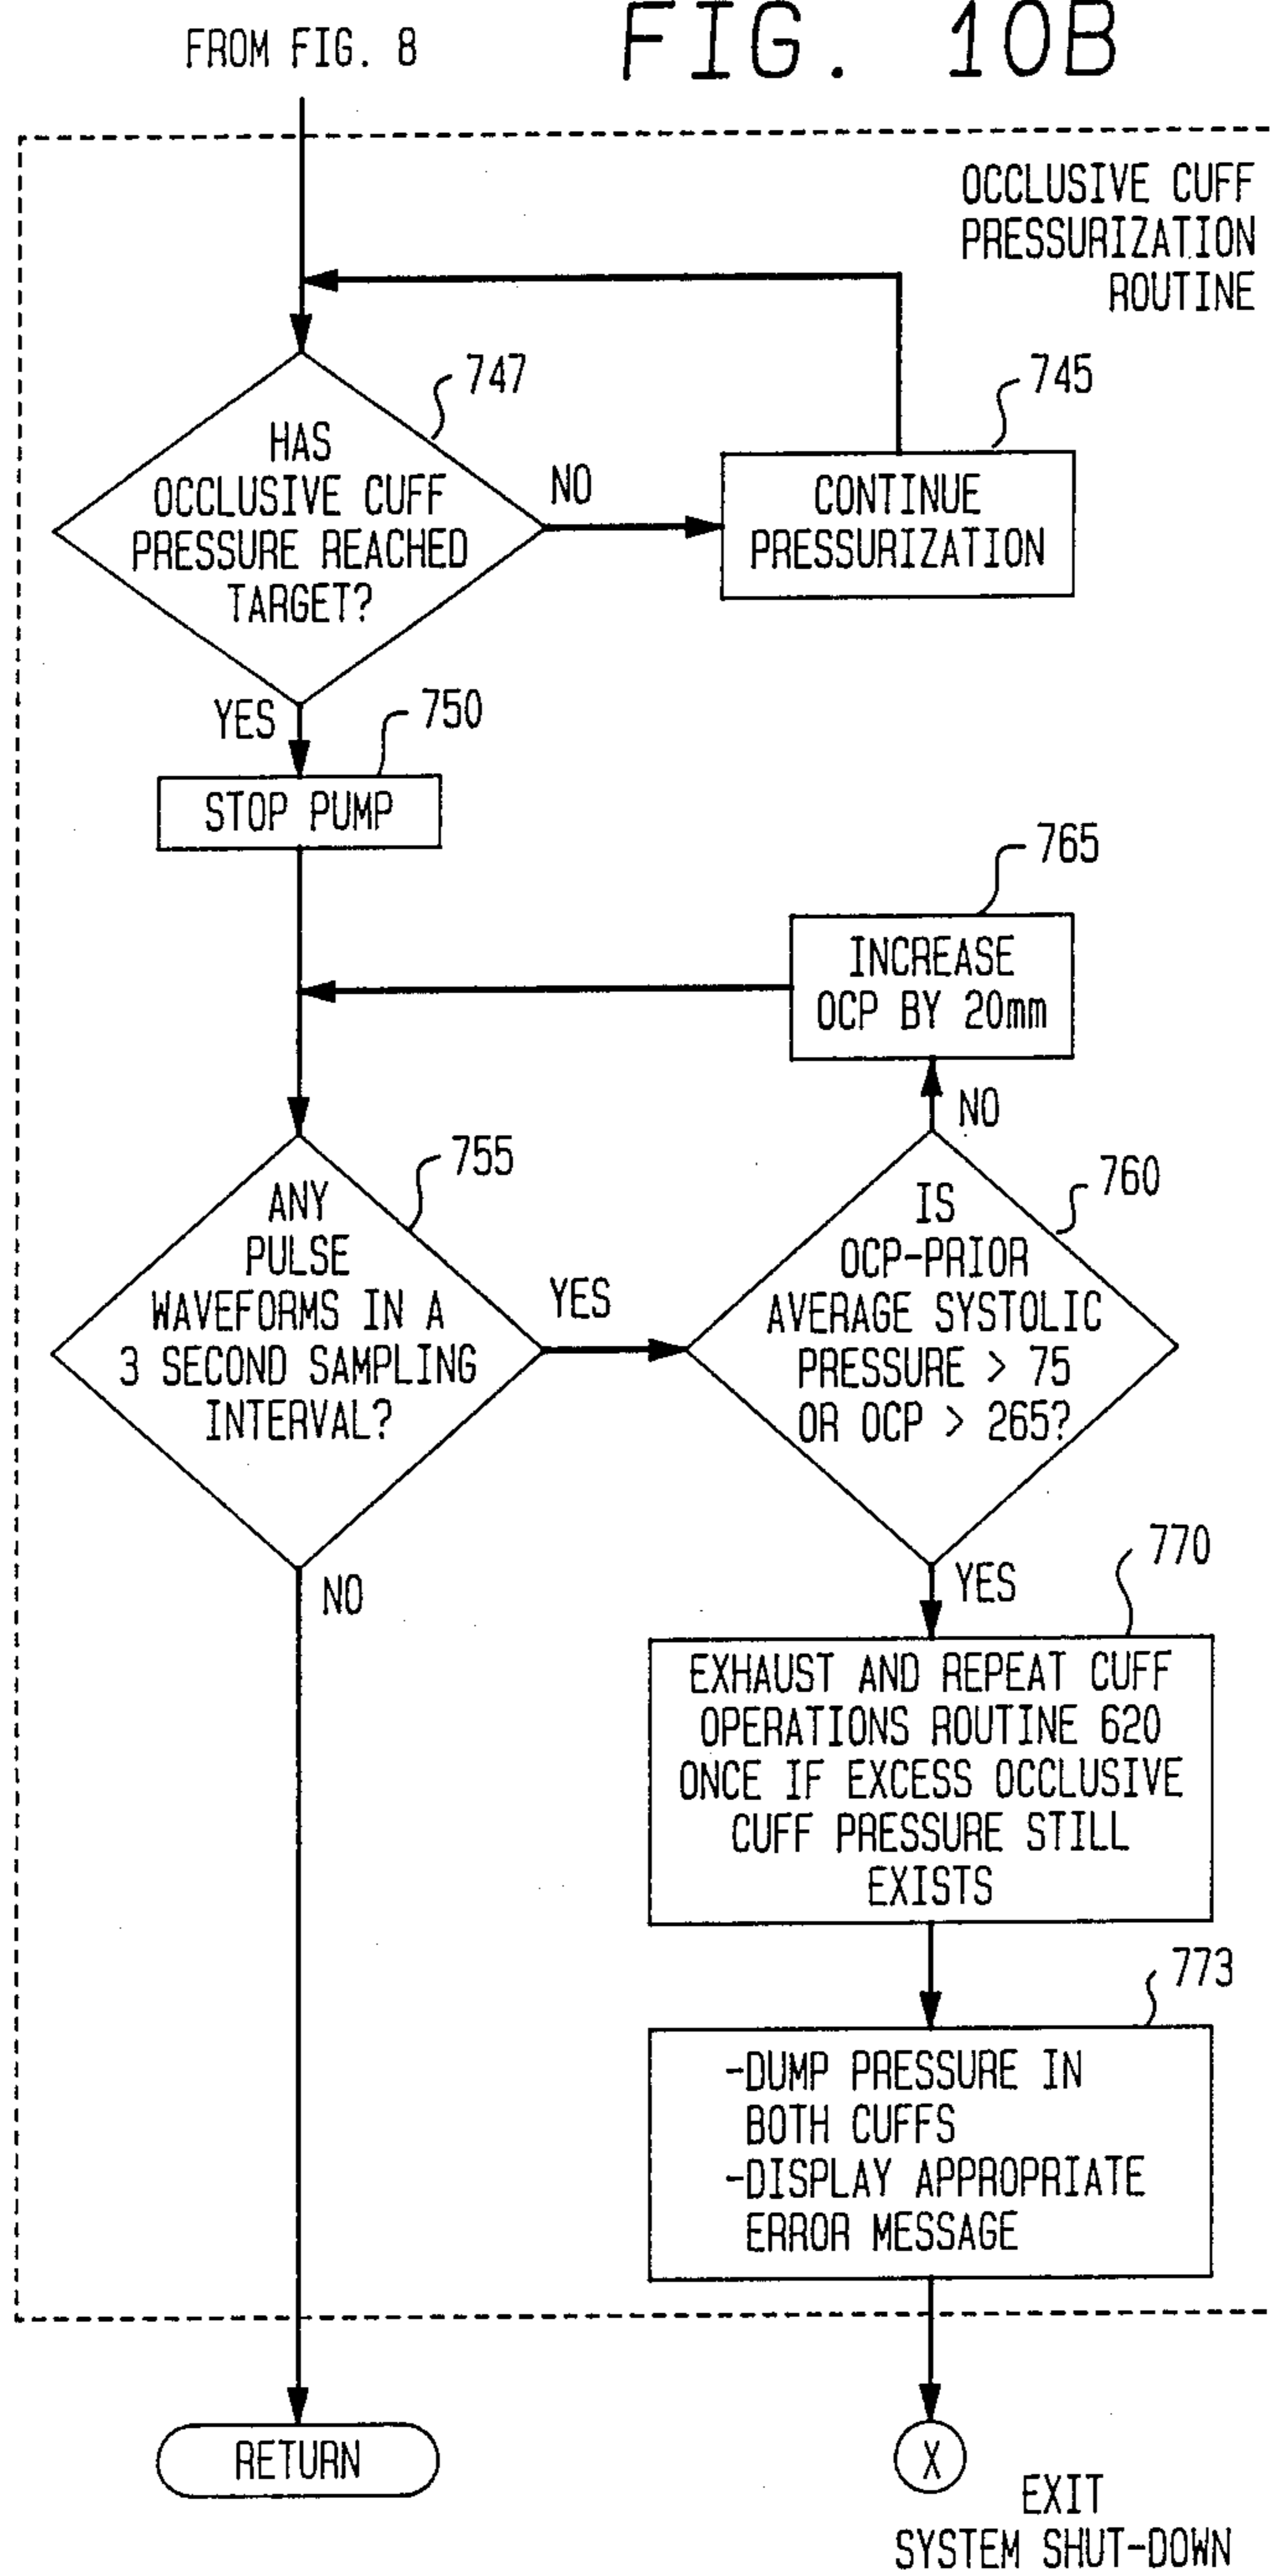 FROM FIG. 8
FIG. 10B
OCCLUSIVE CUFF
PRESSURIZATION
ROUTINE
747
HAS
OCCLUSIVE CUFF
PRESSURE REACHED
TARGET?
NO
745
CONTINUE
PRESSURIZATION
YES
750
STOP PUMP
765
INCREASE
OCP BY 20mm
NO
755
ANY
PULSE
WAVEFORMS IN A
3 SECOND SAMPLING
INTERVAL?
YES
760
IS
OCP-PRIOR
AVERAGE SYSTOLIC
PRESSURE > 75
OR OCP > 265?
NO
YES
770
EXHAUST AND REPEAT CUFF
OPERATIONS ROUTINE 620
ONCE IF EXCESS OCCLUSIVE
CUFF PRESSURE STILL
EXISTS
773
-DUMP PRESSURE IN
BOTH CUFFS
-DISPLAY APPROPRIATE
ERROR MESSAGE
RETURN
X
EXIT
SYSTEM SHUT-DOWN